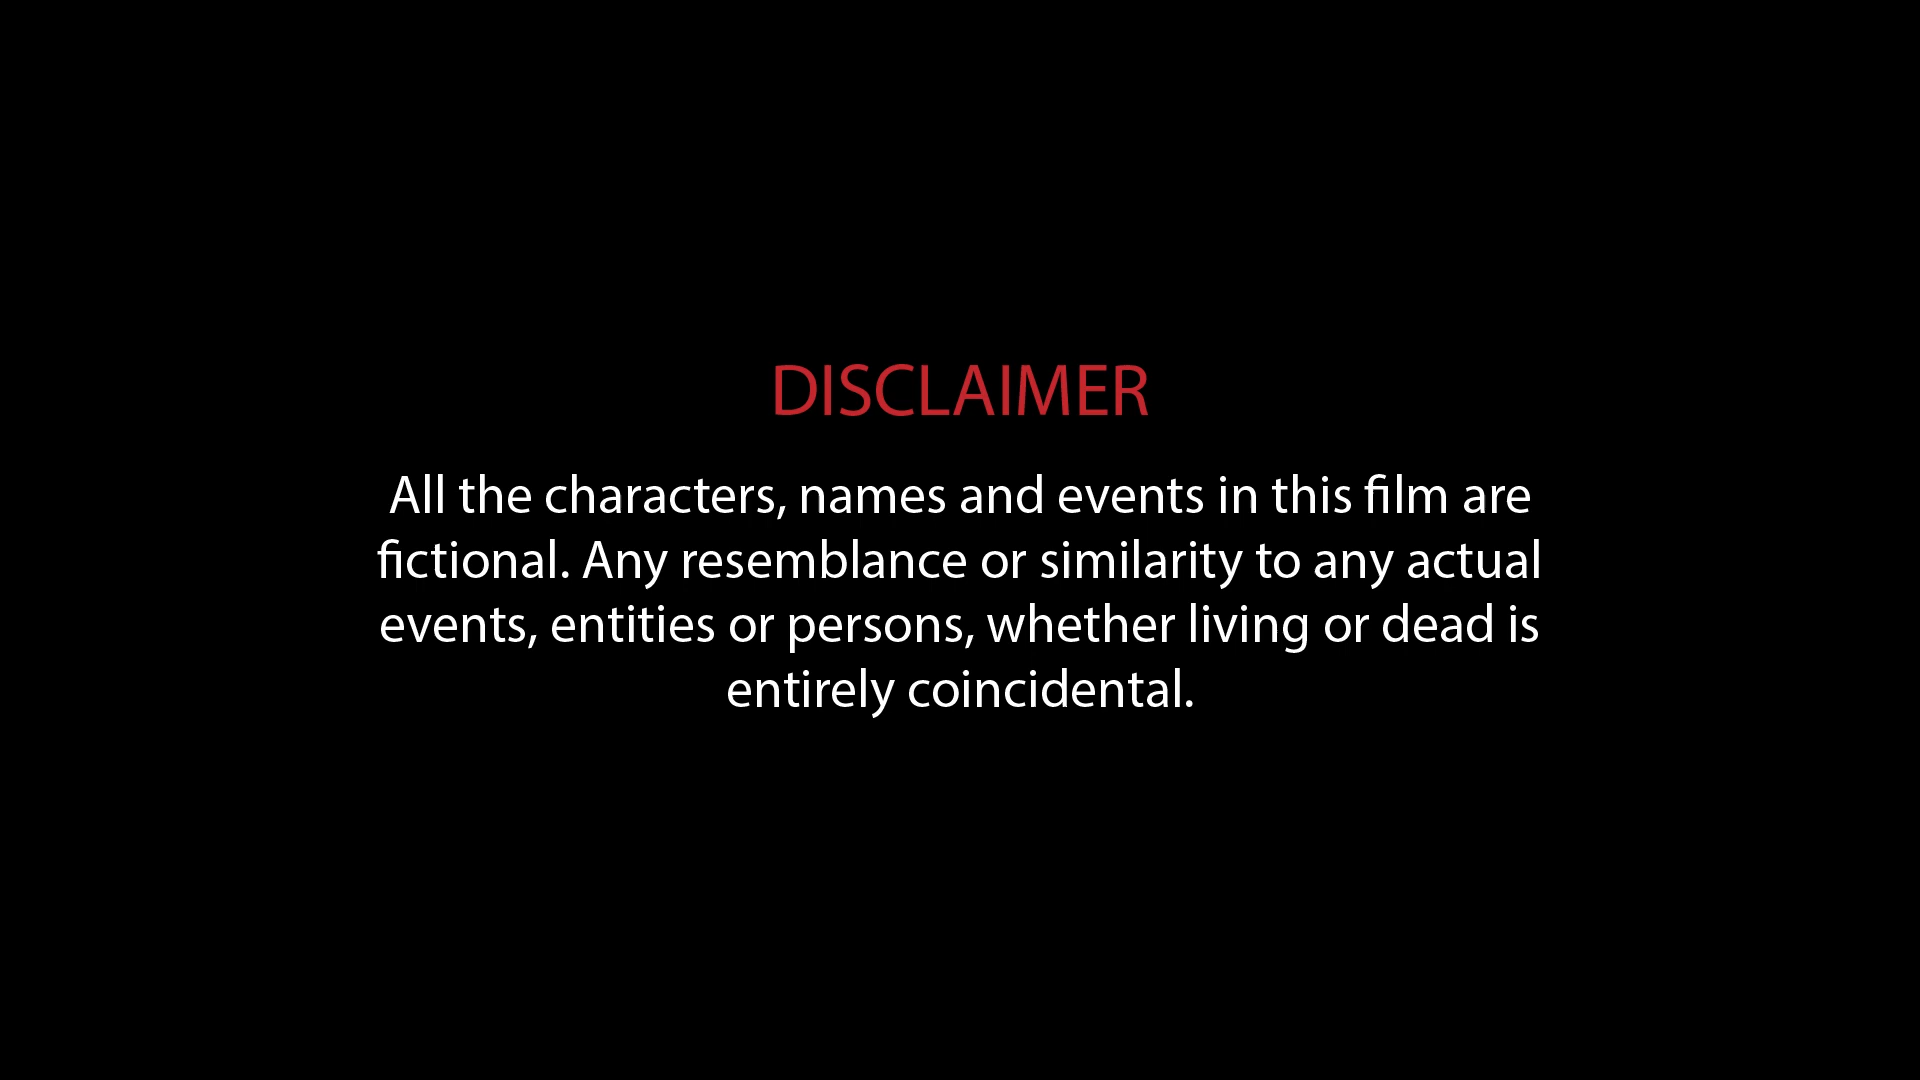 DISCLAIMER
All the characters, names and events in this film are
fictional. Any resemblance or similarity to any actual
events, entities or persons, whether living or dead is
entirely coincidental.